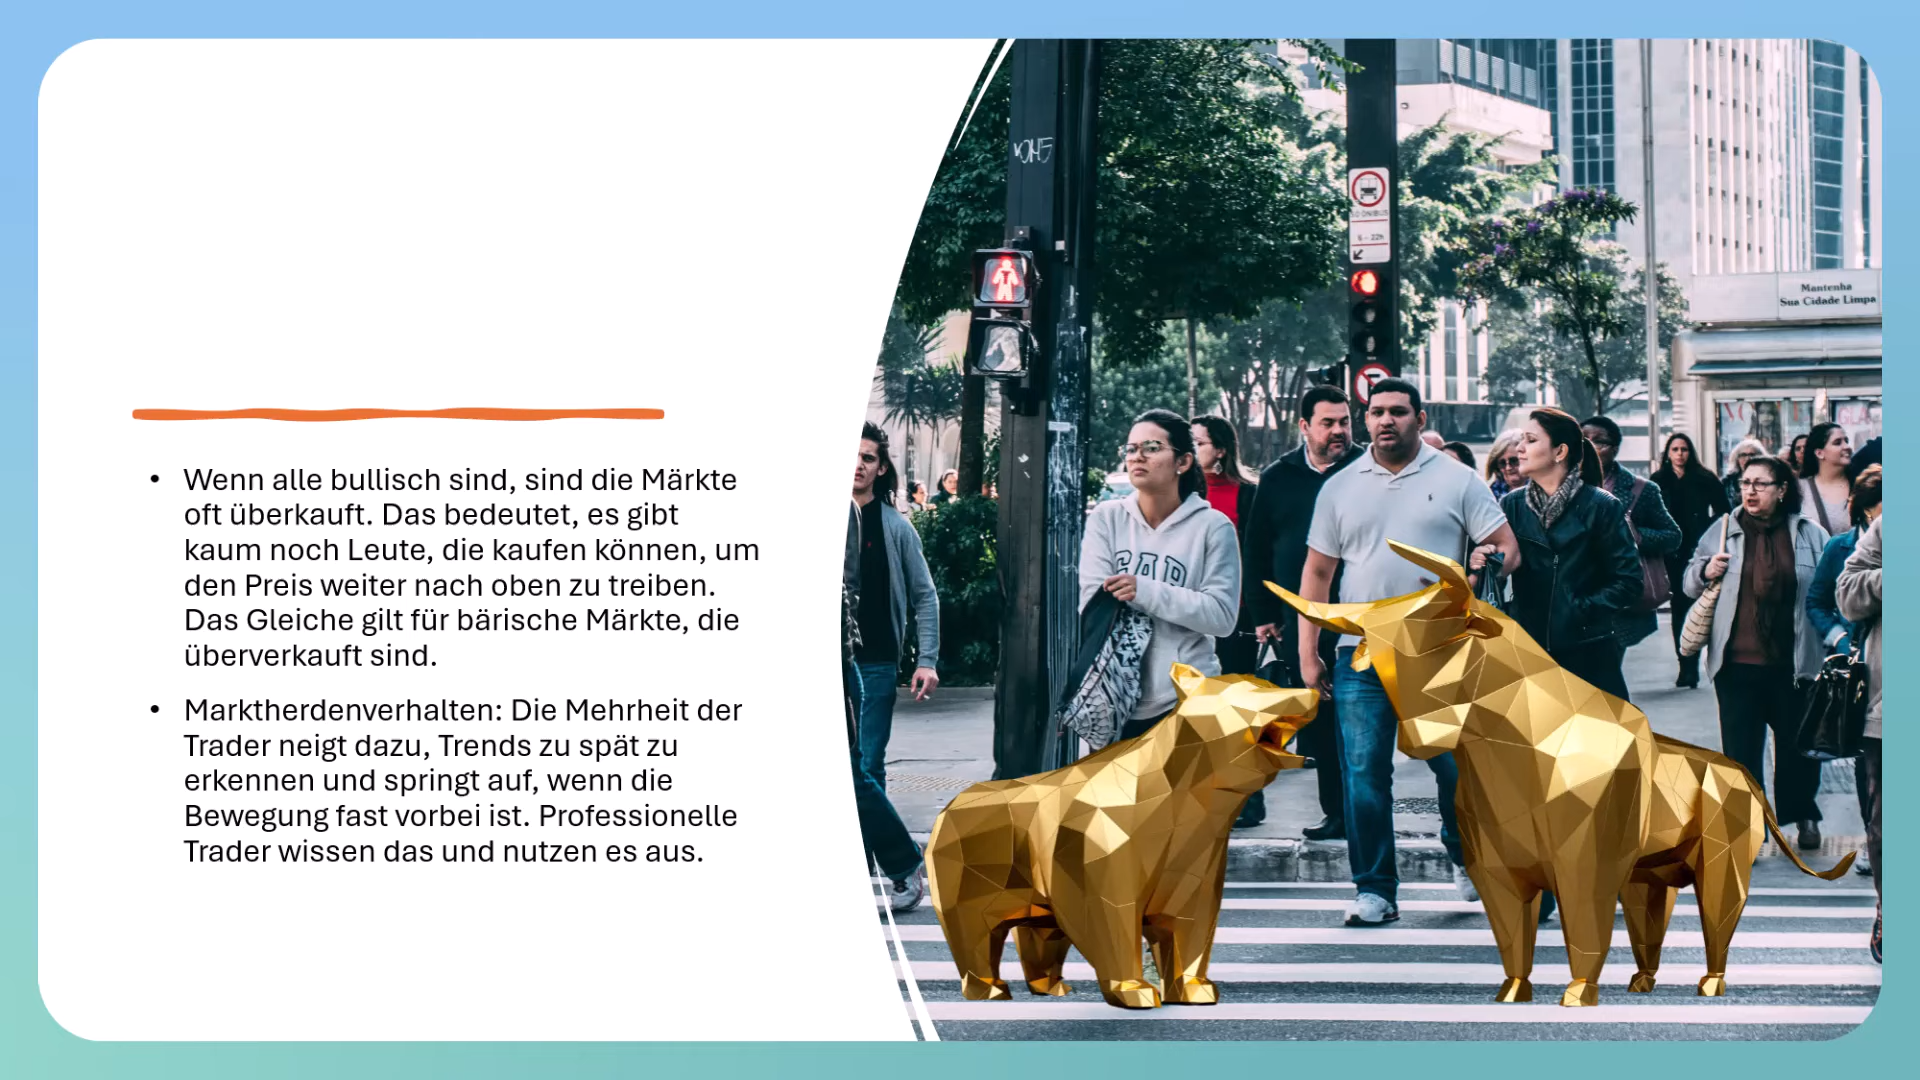 • Wenn alle bullisch sind, sind die Märkte
oft überkauft. Das bedeutet, es gibt
kaum noch Leute, die kaufen können, um
den Preis weiter nach oben zu treiben.
Das Gleiche gilt für bärische Märkte, die
überverkauft sind.
• Marktherdenverhalten: Die Mehrheit der
Trader neigt dazu, Trends zu spät zu
erkennen und springt auf, wenn die
Bewegung fast vorbei ist. Professionelle
Trader wissen das und nutzen es aus.
Mantenha
Sua Cidade Limpa
GAP